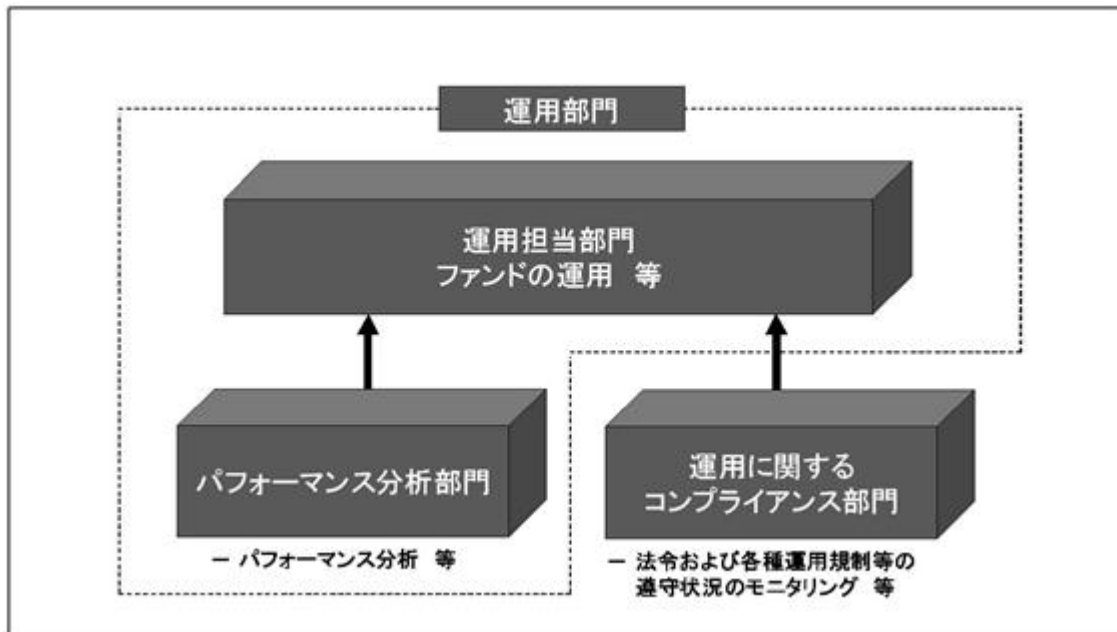 運用部門
運用担当部門
ファンドの運用 等
パフォーマンス分析部門
− パフォーマンス分析 等
運用に関する
コンプライアンス部門
− 法令および各種運用規制等の
遵守状況のモニタリング 等